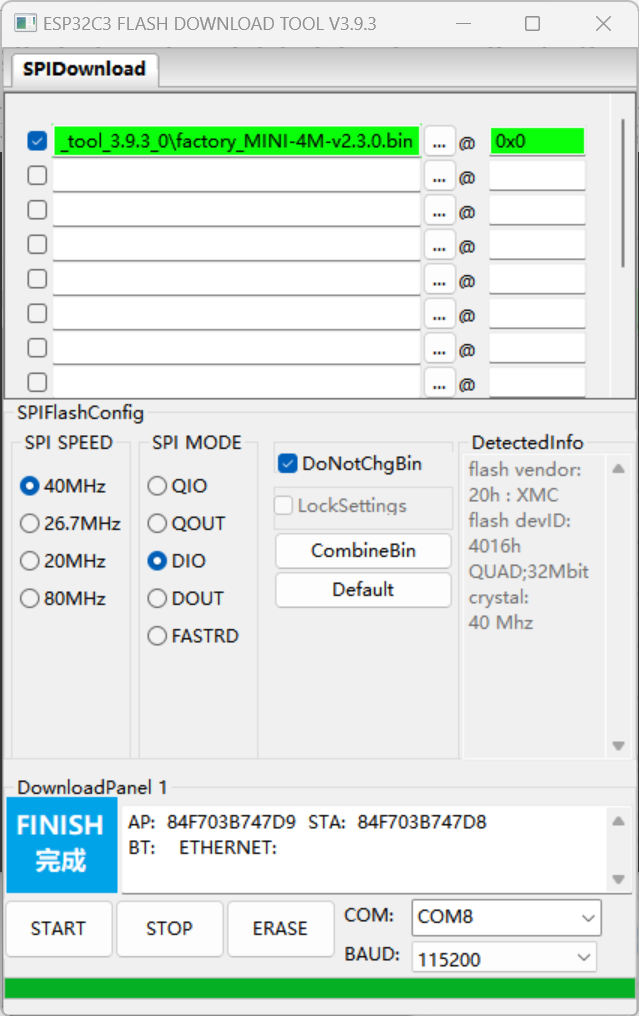 ESP32C3 FLASH DOWNLOAD TOOL V3.9.3
SPIDownload
_tool_3.9.3_0\factory_MINI-4M-v2.3.0.bin ... @ 0x0
... @
... @
... @
... @
... @
... @
... @
SPIFlashConfig
SPI SPEED
40MHz
26.7MHz
20MHz
80MHz
SPI MODE
QIO
QOUT
DIO
DOUT
FASTRD
DoNotChgBin
LockSettings
CombineBin
Default
DetectedInfo
flash vendor:
20h : XMC
flash devID:
4016h
QUAD;32Mbit
crystal:
40 Mhz
DownloadPanel 1
FINISH
完成
AP: 84F703B747D9 STA: 84F703B747D8
BT: ETHERNET:
START
STOP
ERASE
COM: COM8
BAUD: 115200